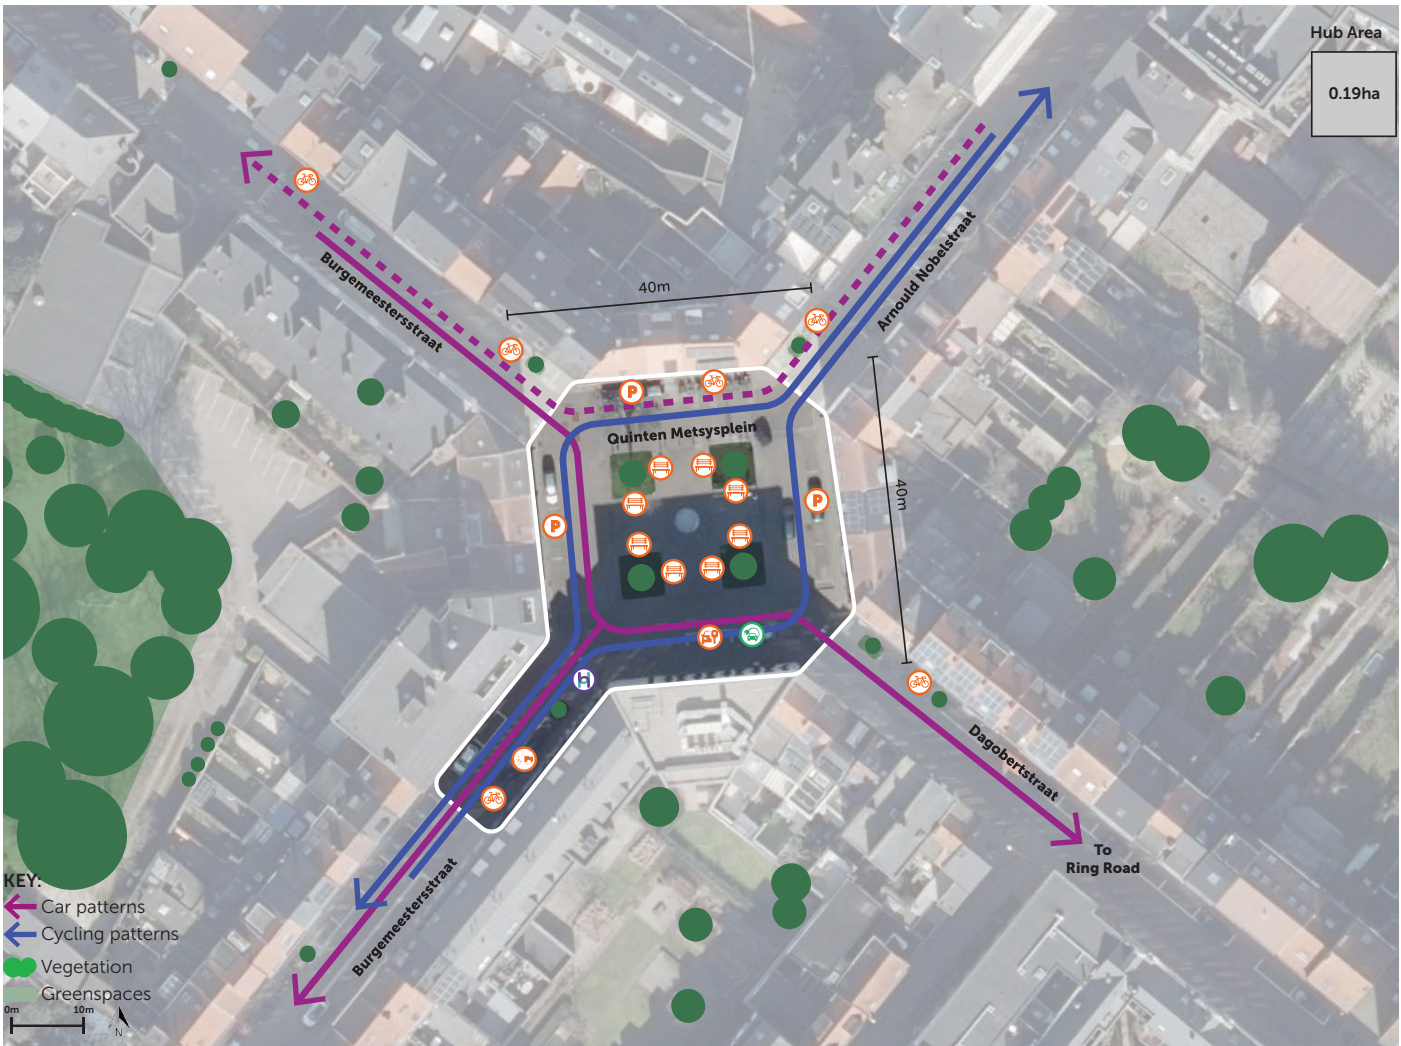 Hub Area
0.19ha
Burgemeestersstraat
40m
Arnould Nobelstraat
P
Quinten Metsysplein
40m
P
P
Dagobertstraat
To
Ring Road
Burgemeestersstraat
KEY:
Car patterns
Cycling patterns
Vegetation
Greenspaces
0m
10m
N